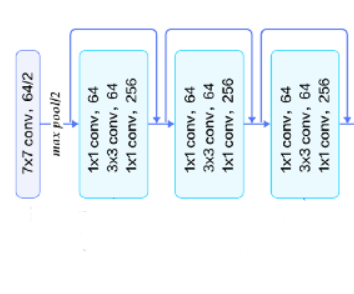 7x7 conv, 64/2
max pool/2
1x1 conv, 64
3x3 conv, 64
1x1 conv, 256
1x1 conv, 64
3x3 conv, 64
1x1 conv, 256
1x1 conv, 64
3x3 conv, 64
1x1 conv, 256